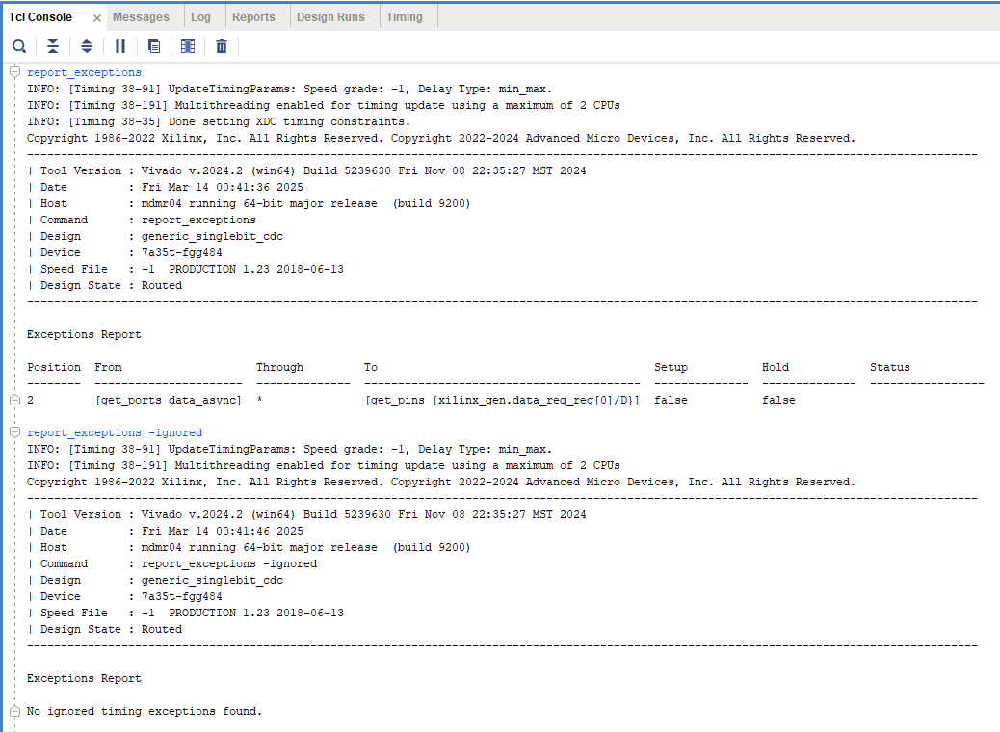 Tcl Console × Messages Log Reports Design Runs Timing
report_exceptions
INFO: [Timing 38-91] UpdateTimingParams: Speed grade: -1, Delay Type: min_max.
INFO: [Timing 38-191] Multithreading enabled for timing update using a maximum of 2 CPUs
INFO: [Timing 38-35] Done setting XDC timing constraints.
Copyright 1986-2022 Xilinx, Inc. All Rights Reserved. Copyright 2022-2024 Advanced Micro Devices, Inc. All Rights Reserved.
---------------------------------------------------------------------------------------------------------------------------------------------
| Tool Version : Vivado v.2024.2 (win64) Build 5239630 Fri Nov 08 22:35:27 MST 2024
| Date         : Fri Mar 14 00:41:36 2025
| Host         : mdmr04 running 64-bit major release  (build 9200)
| Command      : report_exceptions
| Design       : generic_singlebit_cdc
| Device       : 7a35t-fgg484
| Speed File   : -1  PRODUCTION 1.23 2018-06-13
| Design State : Routed
---------------------------------------------------------------------------------------------------------------------------------------------
Exceptions Report
Position  From                    Through         To                                         Setup           Hold            Status
--------  ----------------------  --------------  -----------------------------------------  --------------  --------------  -----------------
2         [get_ports data_async]  *               [get_pins {xilinx_gen.data_reg_reg[0]/D}]  false           false
report_exceptions -ignored
INFO: [Timing 38-91] UpdateTimingParams: Speed grade: -1, Delay Type: min_max.
INFO: [Timing 38-191] Multithreading enabled for timing update using a maximum of 2 CPUs
Copyright 1986-2022 Xilinx, Inc. All Rights Reserved. Copyright 2022-2024 Advanced Micro Devices, Inc. All Rights Reserved.
---------------------------------------------------------------------------------------------------------------------------------------------
| Tool Version : Vivado v.2024.2 (win64) Build 5239630 Fri Nov 08 22:35:27 MST 2024
| Date         : Fri Mar 14 00:41:46 2025
| Host         : mdmr04 running 64-bit major release  (build 9200)
| Command      : report_exceptions -ignored
| Design       : generic_singlebit_cdc
| Device       : 7a35t-fgg484
| Speed File   : -1  PRODUCTION 1.23 2018-06-13
| Design State : Routed
---------------------------------------------------------------------------------------------------------------------------------------------
Exceptions Report
No ignored timing exceptions found.